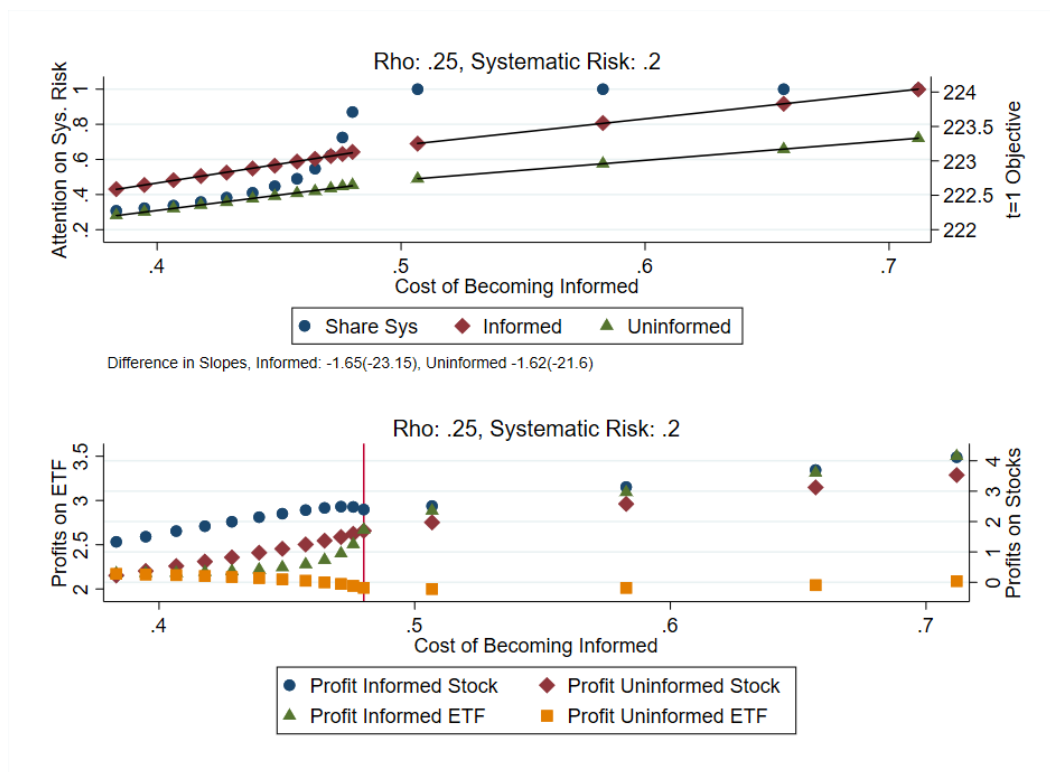 Rho: .25, Systematic Risk: .2
Attention on Sys. Risk
1
.8
.6
.4
.2
224
223.5
223
222.5
222
t=1 Objective
.4 .5 .6 .7
Cost of Becoming Informed
Share Sys Informed Uninformed
Difference in Slopes, Informed: -1.65(-23.15), Uninformed -1.62(-21.6)
Rho: .25, Systematic Risk: .2
Profits on ETF
3.5
3
2.5
2
4
3
2
1
0
Profits on Stocks
.4 .5 .6 .7
Cost of Becoming Informed
Profit Informed Stock Profit Uninformed Stock
Profit Informed ETF Profit Uninformed ETF